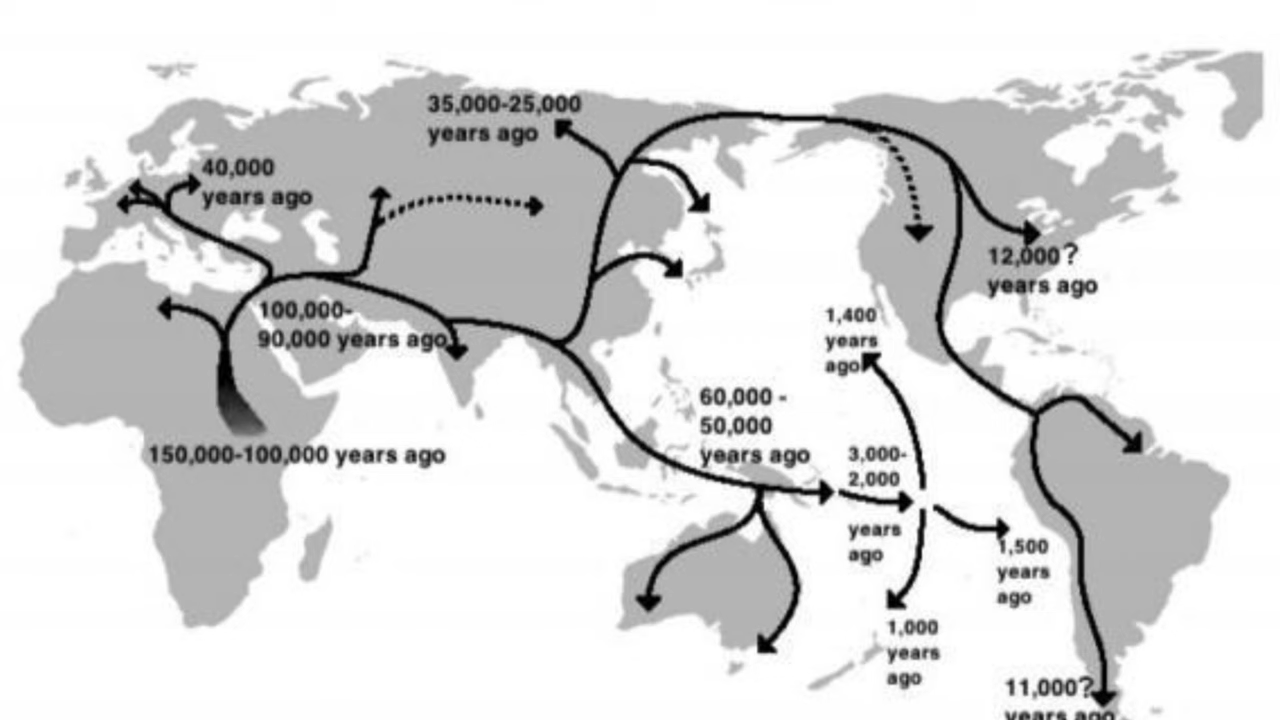 35,000-25,000
years ago
40,000
years ago
100,000-
90,000 years ago
150,000-100,000 years ago
60,000 -
50,000
years ago
3,000-
2,000
years
ago
1,400
years
ago
1,500
years
ago
1,000
years
ago
12,000?
years ago
11,000?
years ago